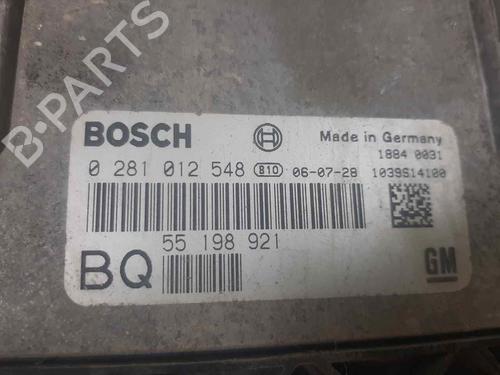 B-PARTS
BOSCH
Made in Germany
1884 0031
0 281 012 548 B10 06-07-28 1039S14100
55 198 921
BQ
GM